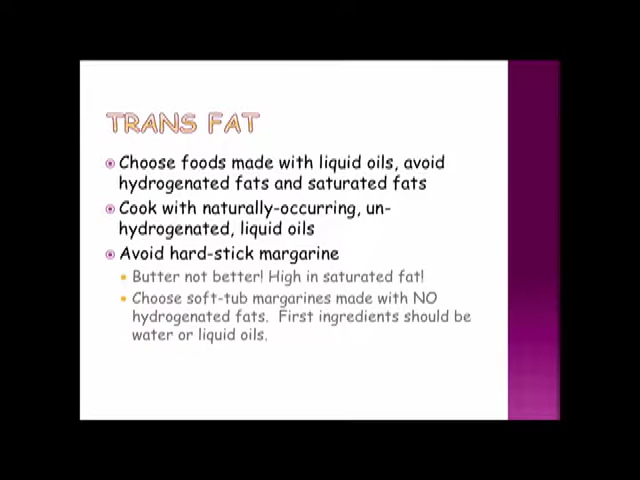 TRANS FAT
Choose foods made with liquid oils, avoid
hydrogenated fats and saturated fats
Cook with naturally-occurring, un-
hydrogenated, liquid oils
Avoid hard-stick margarine
Butter not better! High in saturated fat!
Choose soft-tub margarines made with NO
hydrogenated fats. First ingredients should be
water or liquid oils.